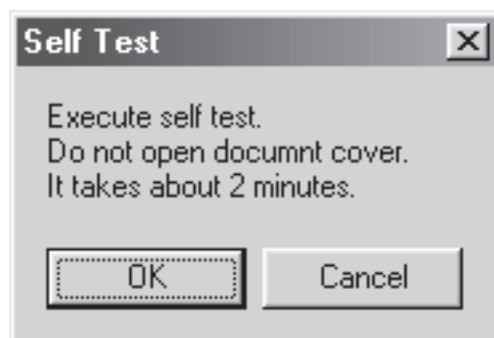 Self Test
Execute self test.
Do not open documnt cover.
It takes about 2 minutes.
OK
Cancel